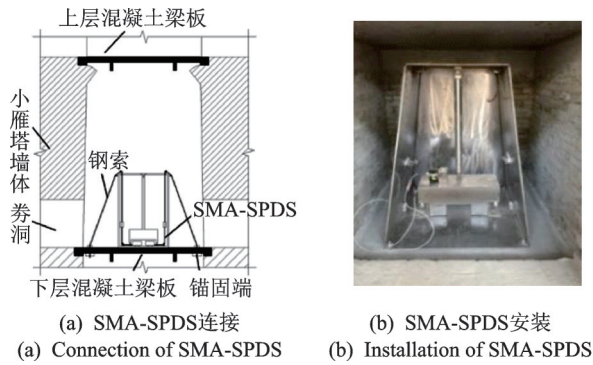 上层混凝土梁板
小雁塔墙体
钢索
SMA-SPDS
券洞
下层混凝土梁板
锚固端
(a) SMA-SPDS连接
(a) Connection of SMA-SPDS
(b) SMA-SPDS安装
(b) Installation of SMA-SPDS